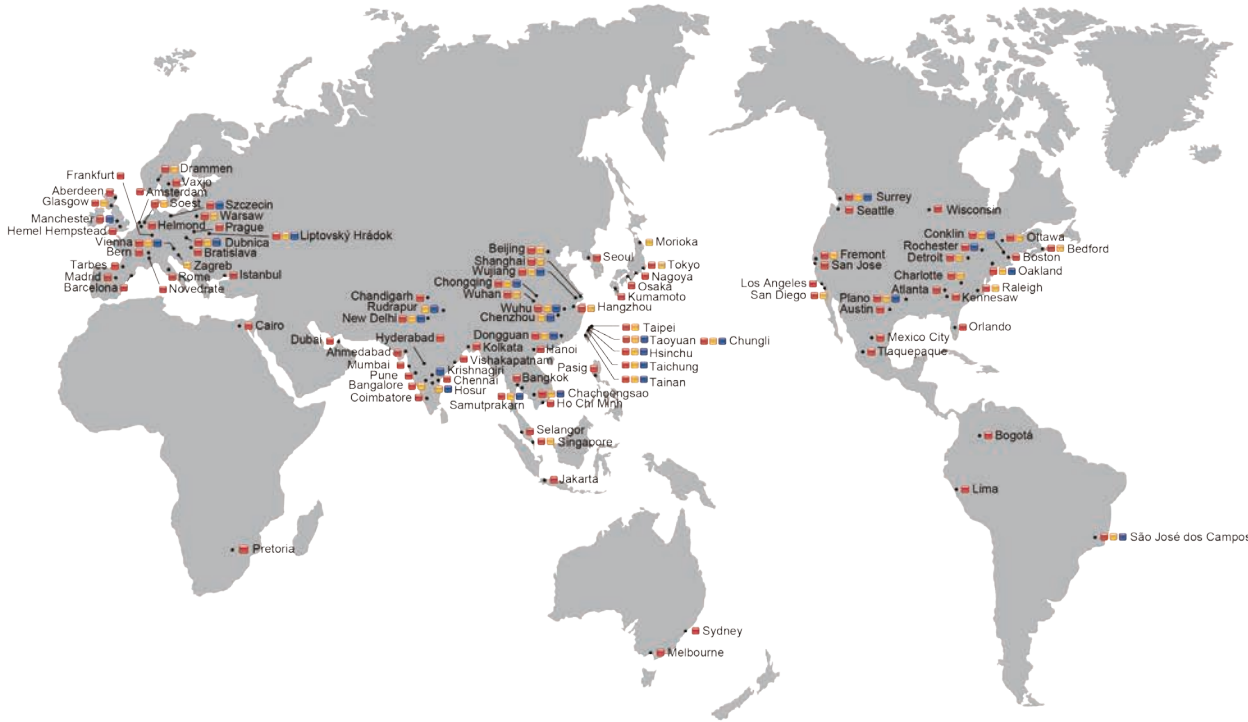 Frankfurt
Drammen
Växjö
Aberdeen
Amsterdam
Glasgow
Soest
Szczecin
Manchester
Warsaw
Helmond
Prague
Hemel Hempstead
Liptovský Hrádok
Vienna
Dubnica
Bern
Bratislava
Tarbes
Zagreb
Madrid
Rome
Istanbul
Barcelona
Novedrate
Cairo
Dubai
Pretoria
Chandigarh
Rudrapur
New Delhi
Hyderabad
Ahmedabad
Mumbai
Pune
Bangalore
Coimbatore
Kolkata
Vishakapatnam
Krishnagiri
Chennai
Hosur
Beijing
Shanghai
Wujiang
Chongqing
Wuhan
Wuhu
Chenzhou
Hangzhou
Dongguan
Hanoi
Seoul
Morioka
Tokyo
Nagoya
Osaka
Kumamoto
Taipei
Taoyuan
Chungli
Hsinchu
Taichung
Tainan
Pasig
Bangkok
Samutprakarn
Chachoengsao
Ho Chi Minh
Selangor
Singapore
Jakarta
Sydney
Melbourne
Surrey
Seattle
Wisconsin
Conklin
Ottawa
Rochester
Bedford
Detroit
Boston
Fremont
San Jose
Oakland
Charlotte
Los Angeles
Atlanta
Raleigh
San Diego
Plano
Kennesaw
Austin
Orlando
Mexico City
Tlaquepaque
Bogotá
Lima
São José dos Campos